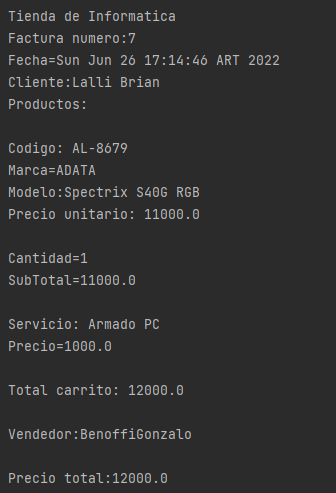 Tienda de Informatica
Factura numero:7
Fecha=Sun Jun 26 17:14:46 ART 2022
Cliente:Lalli Brian
Productos:
Codigo: AL-8679
Marca=ADATA
Modelo:Spectrix S40G RGB
Precio unitario: 11000.0
Cantidad=1
SubTotal=11000.0
Servicio: Armado PC
Precio=1000.0
Total carrito: 12000.0
Vendedor:BenoffiGonzalo
Precio total:12000.0